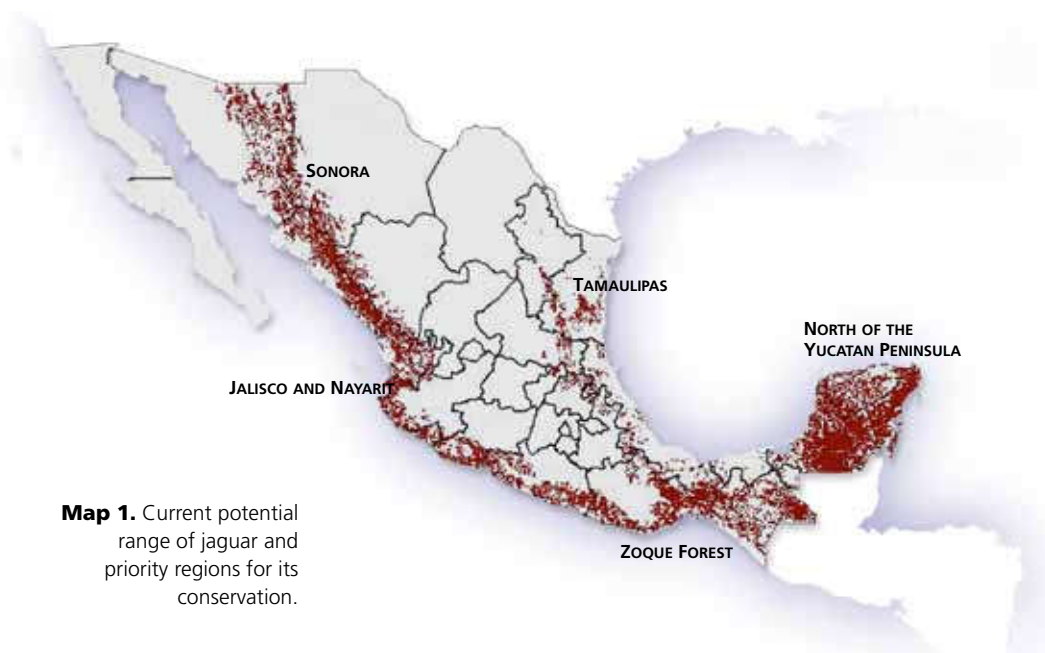 SONORA
TAMAULIPAS
NORTH OF THE
YUCATAN PENINSULA
JALISCO AND NAYARIT
Map 1. Current potential
range of jaguar and
priority regions for its
conservation.
ZOQUE FOREST